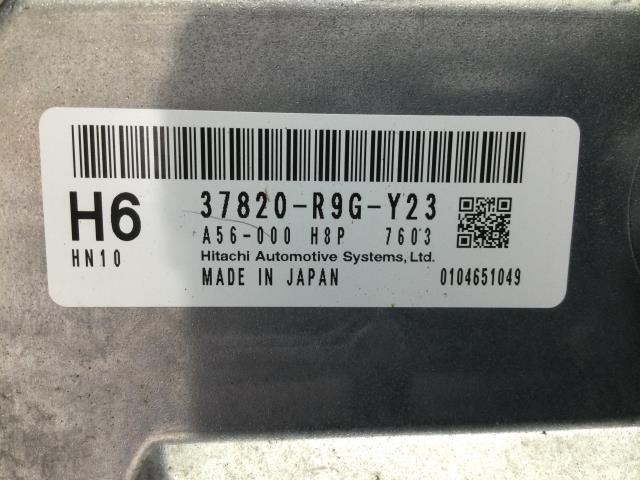 H6 37820-R9G-Y23
HN10 A56-000 H8P 7603
Hitachi Automotive Systems, Ltd.
MADE IN JAPAN 0104651049